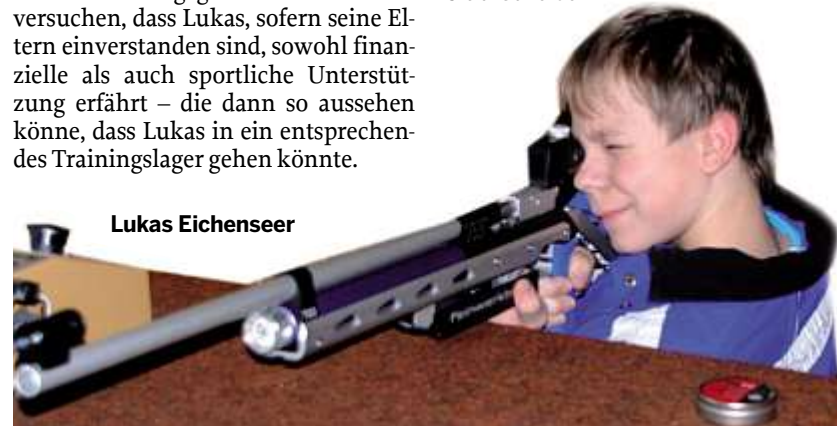 versuchen, dass Lukas, sofern seine El-
tern einverstanden sind, sowohl finan-
zielle als auch sportliche Unterstüt-
zung erfährt – die dann so aussehen
könne, dass Lukas in ein entsprechen-
des Trainingslager gehen könnte.
Lukas Eichenseer